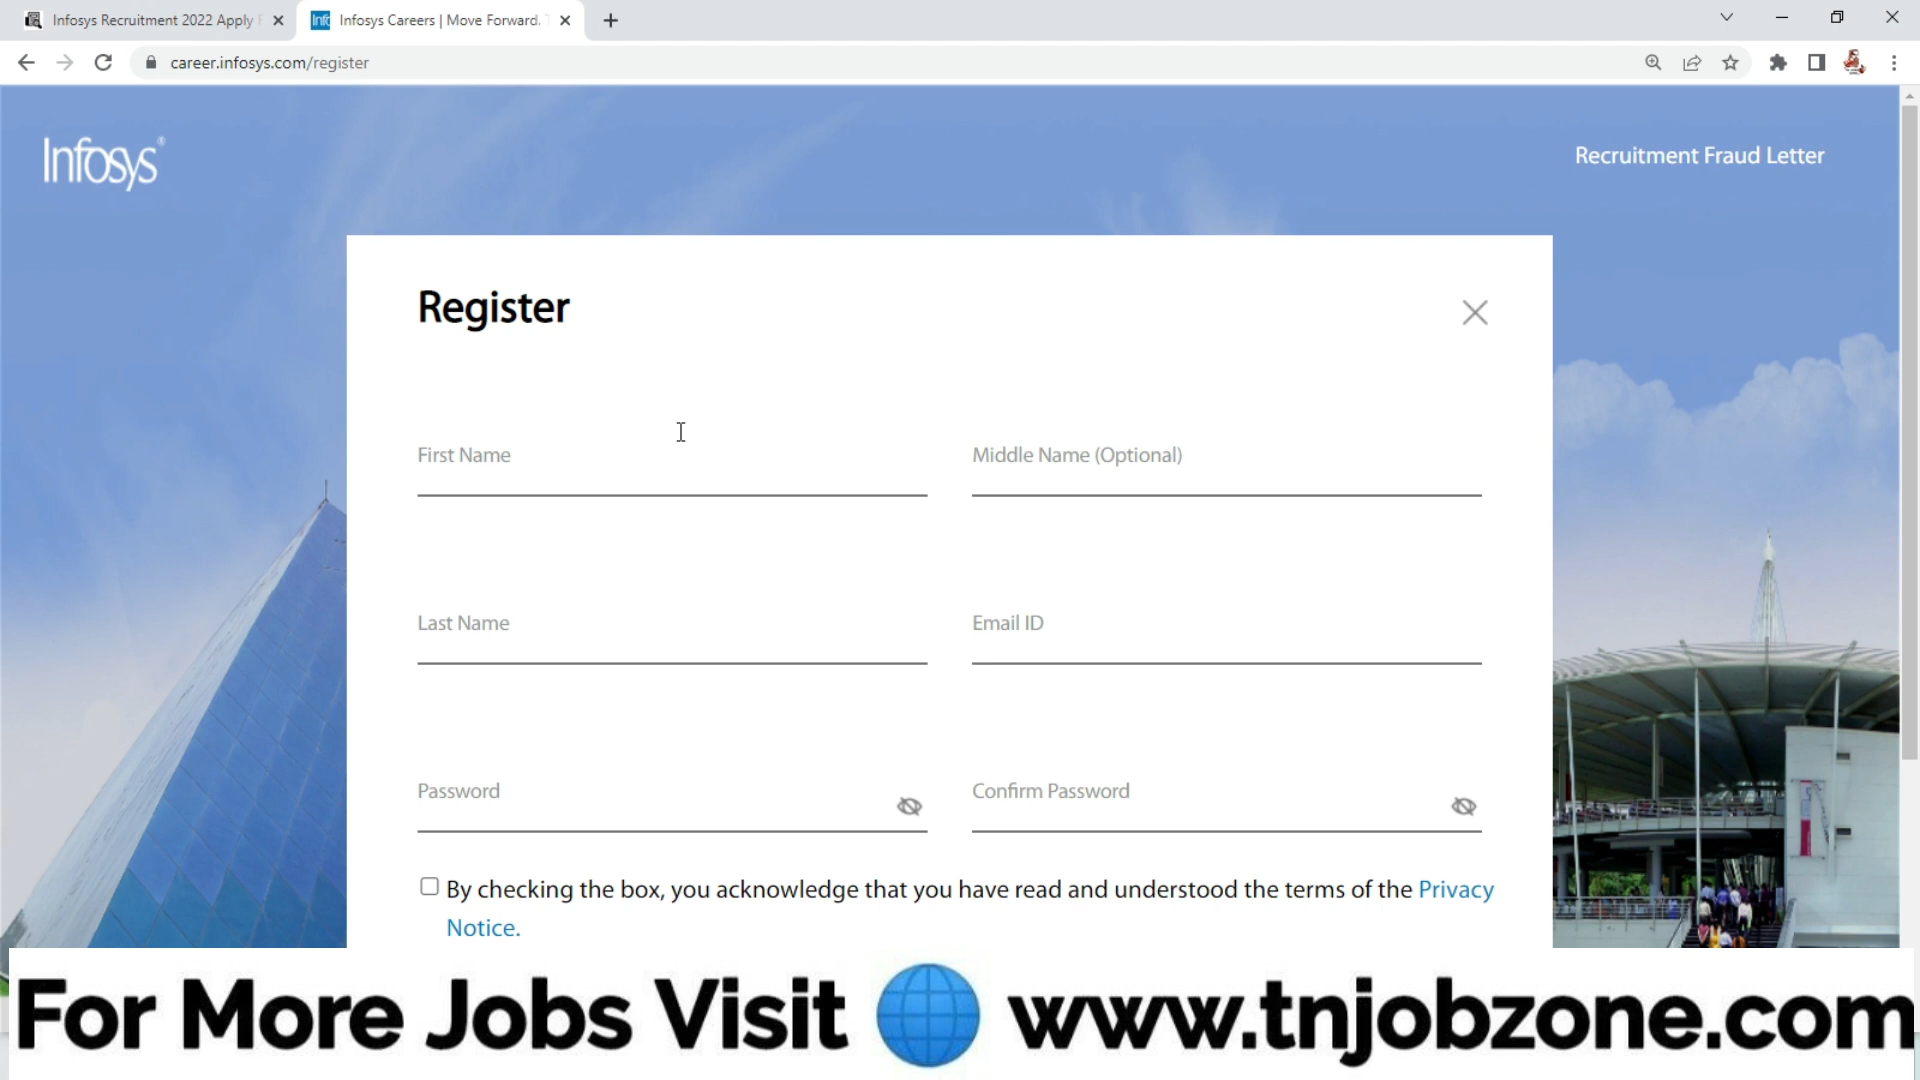 Infosys Recruitment 2022 Apply
Infosys Careers | Move Forward.
career.infosys.com/register
Infosys®
Recruitment Fraud Letter
Register
First Name
Middle Name (Optional)
Last Name
Email ID
Password
Confirm Password
By checking the box, you acknowledge that you have read and understood the terms of the Privacy
Notice.
For More Jobs Visit www.tnjobzone.com